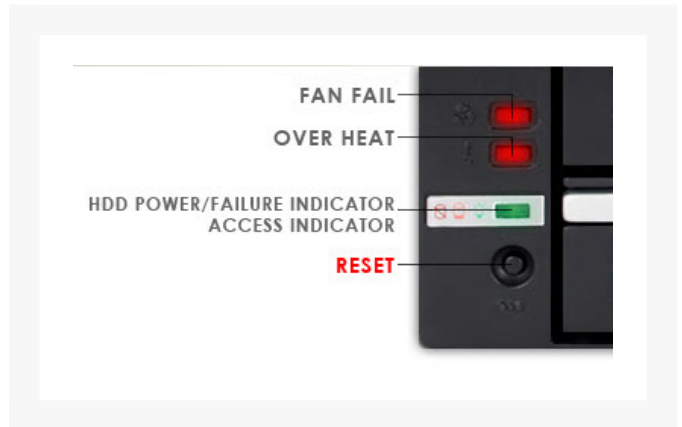 FAN FAIL
OVER HEAT
HDD POWER/FAILURE INDICATOR
ACCESS INDICATOR
RESET